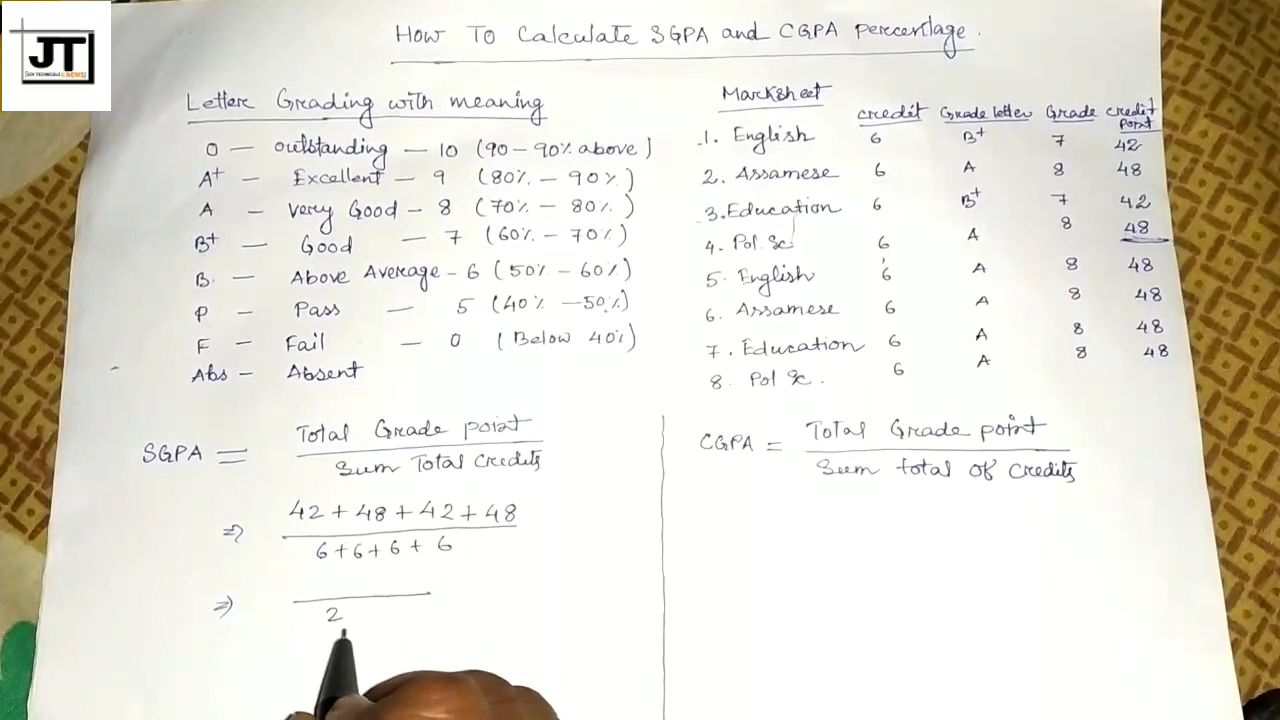 JT
How To Calculate SGPA and CGPA percentage.
Letter Grading with meaning
O — outstanding — 10 (90 – 90% above)
A+ — Excellent — 9 (80% – 90%)
A — Very Good – 8 (70% – 80%)
B+ — Good — 7 (60% – 70%)
B. — Above Average – 6 (50% – 60%)
P — Pass — 5 (40% – 50%)
F — Fail — 0 (Below 40%)
Abs – Absent
Marksheet credit Grade letter Grade credit point
1. English 6 B+ 7 42
2. Assamese 6 A 8 48
3. Education 6 B+ 7 42
4. Pol. Sc 6 A 8 48
5. English 6 A 8 48
6. Assamese 6 A 8 48
7. Education 6 A 8 48
8. Pol Sc. 6 A 8 48
SGPA = Total Grade point
Sum Total Credits
⇒ 42 + 48 + 42 + 48
6 + 6 + 6 + 6
⇒
2
CGPA = Total Grade point
Sum total of Credits